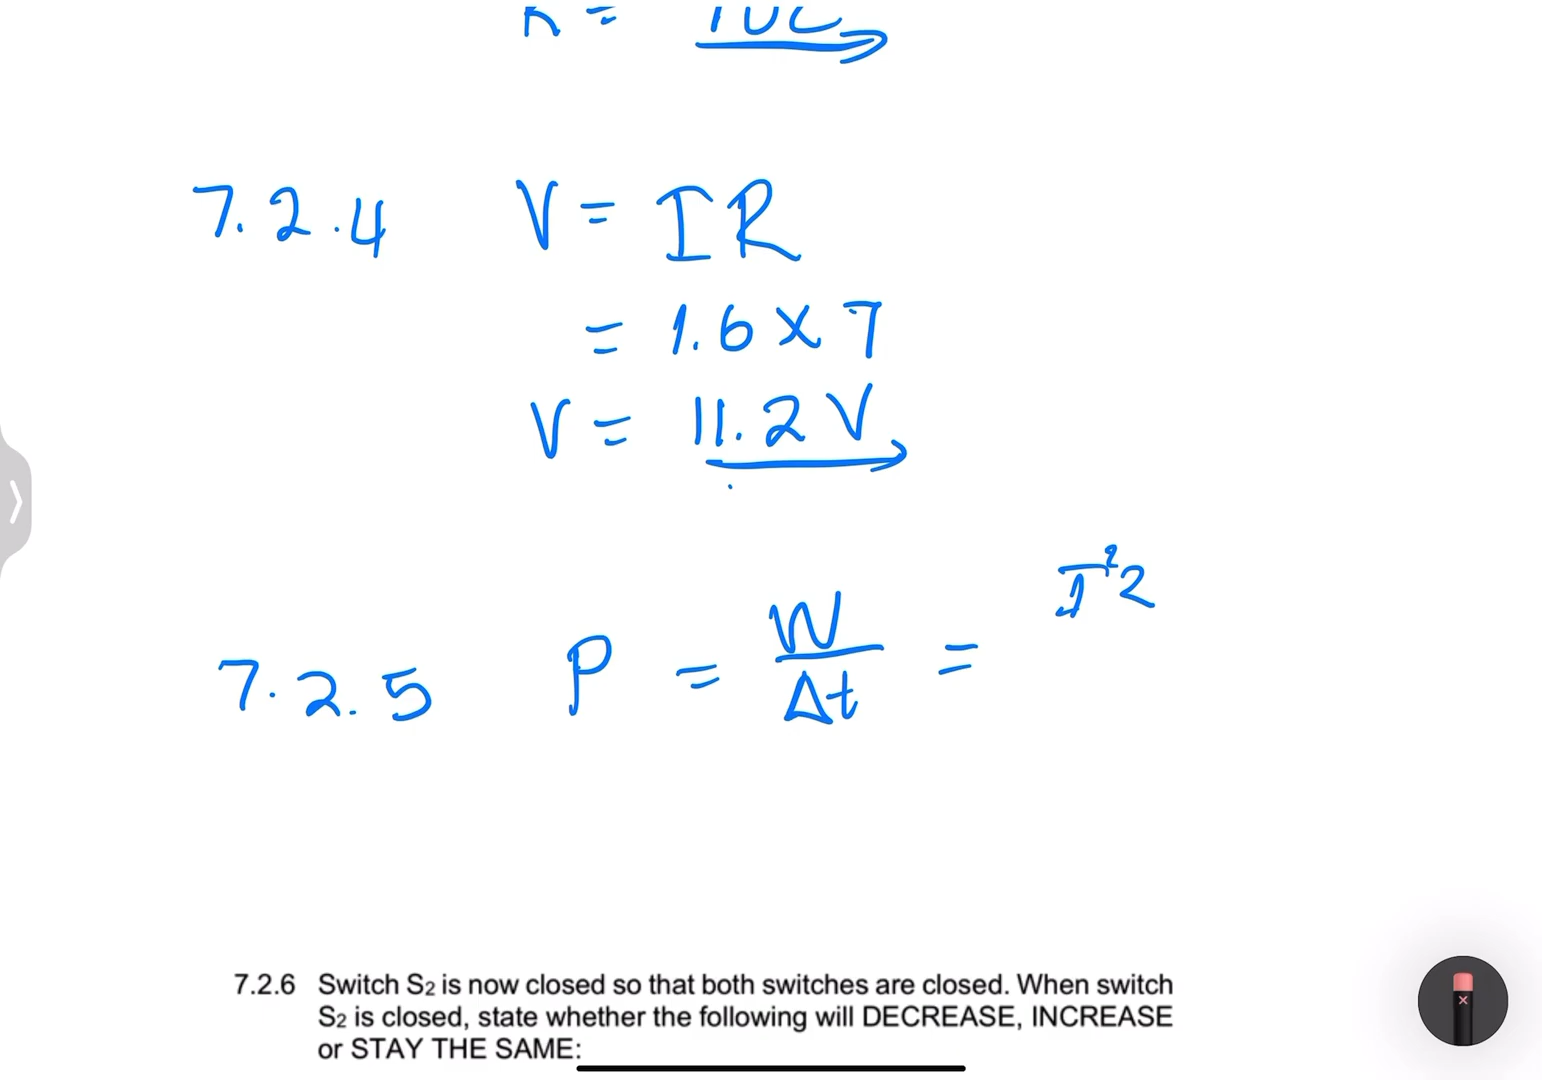 R = 10Ω
7.2.4 V = IR
= 1.6 × 7
V = 11.2 V
7.2.5 P = W/Δt = I²2
7.2.6 Switch S2 is now closed so that both switches are closed. When switch
S2 is closed, state whether the following will DECREASE, INCREASE
or STAY THE SAME: